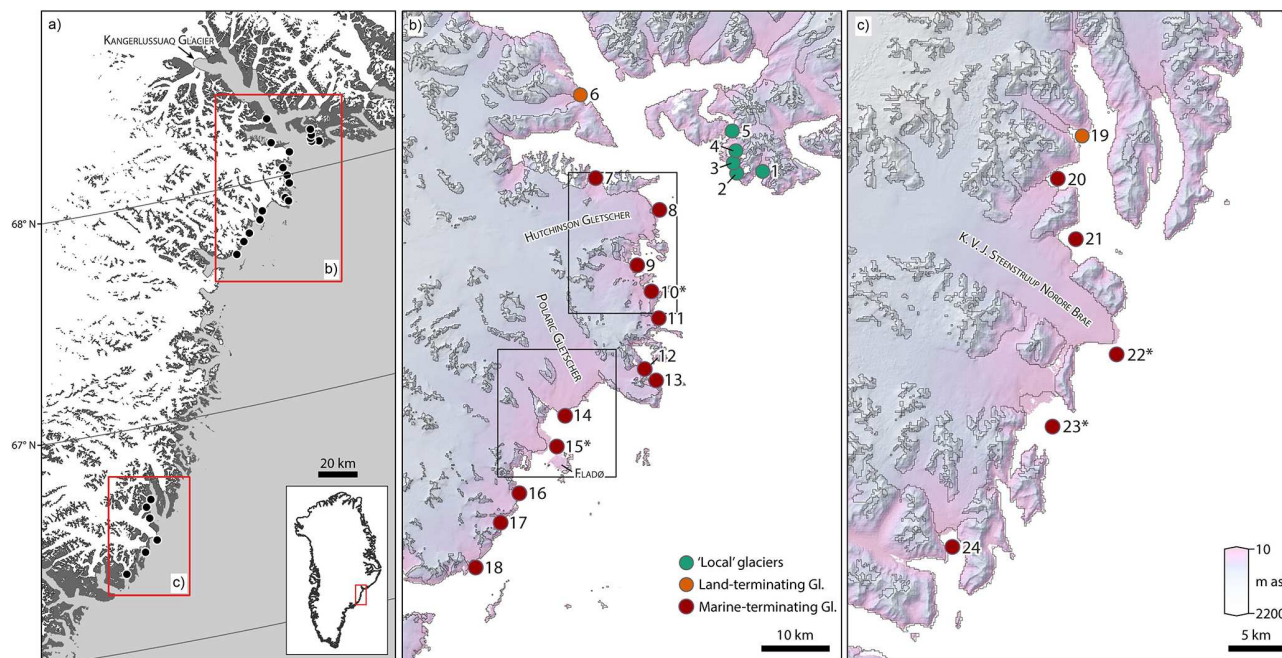 a)
KANGERLUSSUAQ GLACIER
68° N
67° N
b)
c)
20 km
b)
6
5
4
3
2
1
7
8
HUTCHINSON GLETSCHER
9
10*
11
POLARIC GLETSCHER
12
13
14
15*
FLADØ
16
17
18
'Local' glaciers
Land-terminating Gl.
Marine-terminating Gl.
10 km
c)
19
20
21
K. V. J. STEENSTRUUP NORDRE BRAE
22*
23*
24
10
m as
2200
5 km